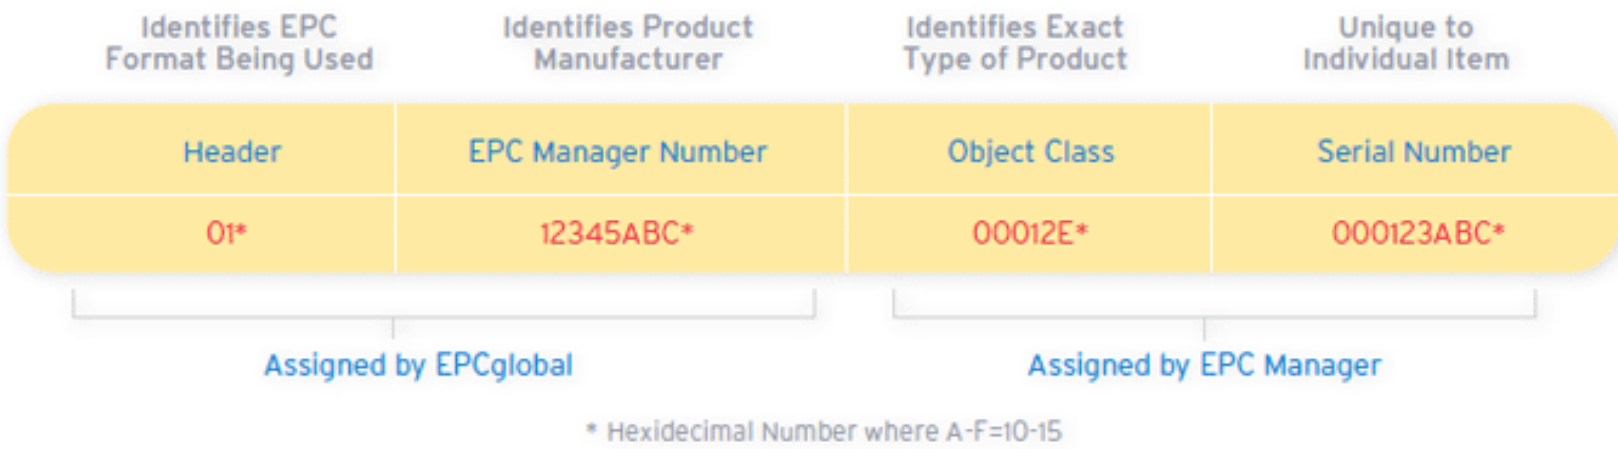 Identifies EPC
Format Being Used
Identifies Product
Manufacturer
Identifies Exact
Type of Product
Unique to
Individual Item
Header
EPC Manager Number
Object Class
Serial Number
01*
12345ABC*
00012E*
000123ABC*
Assigned by EPCglobal
Assigned by EPC Manager
* Hexidecimal Number where A-F=10-15